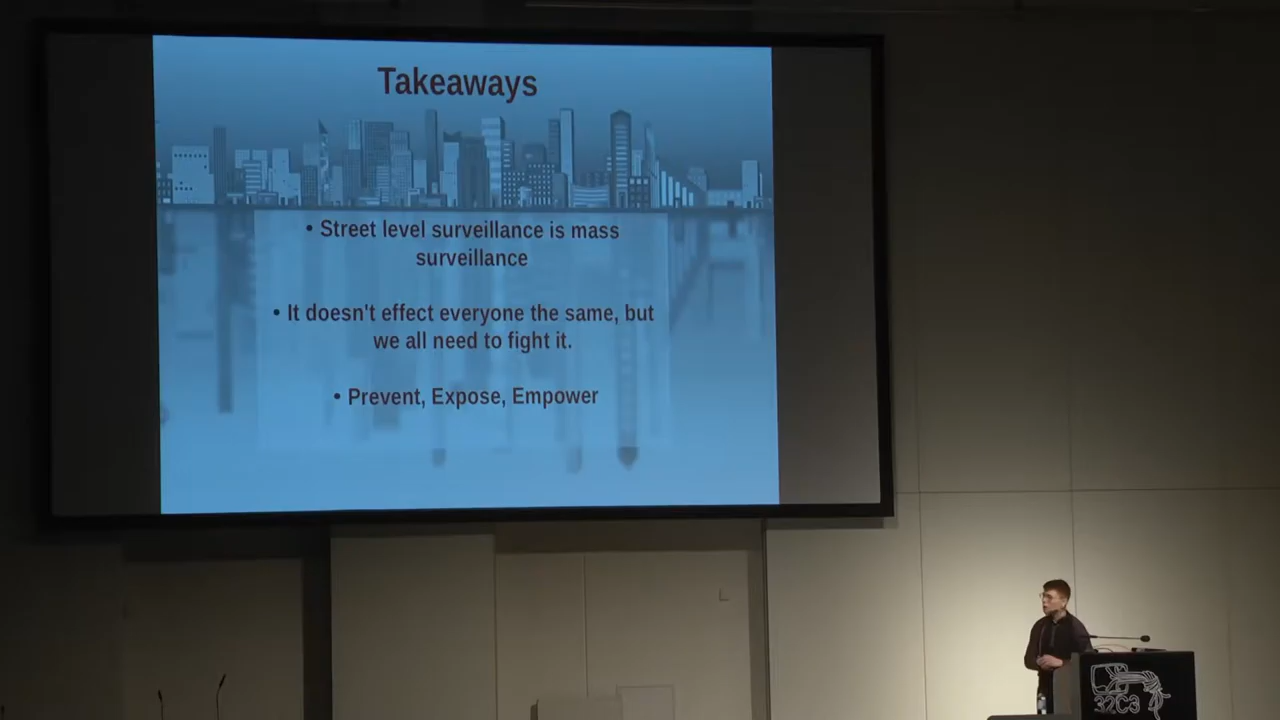 Takeaways
• Street level surveillance is mass
surveillance
• It doesn't effect everyone the same, but
we all need to fight it.
• Prevent, Expose, Empower
32C3